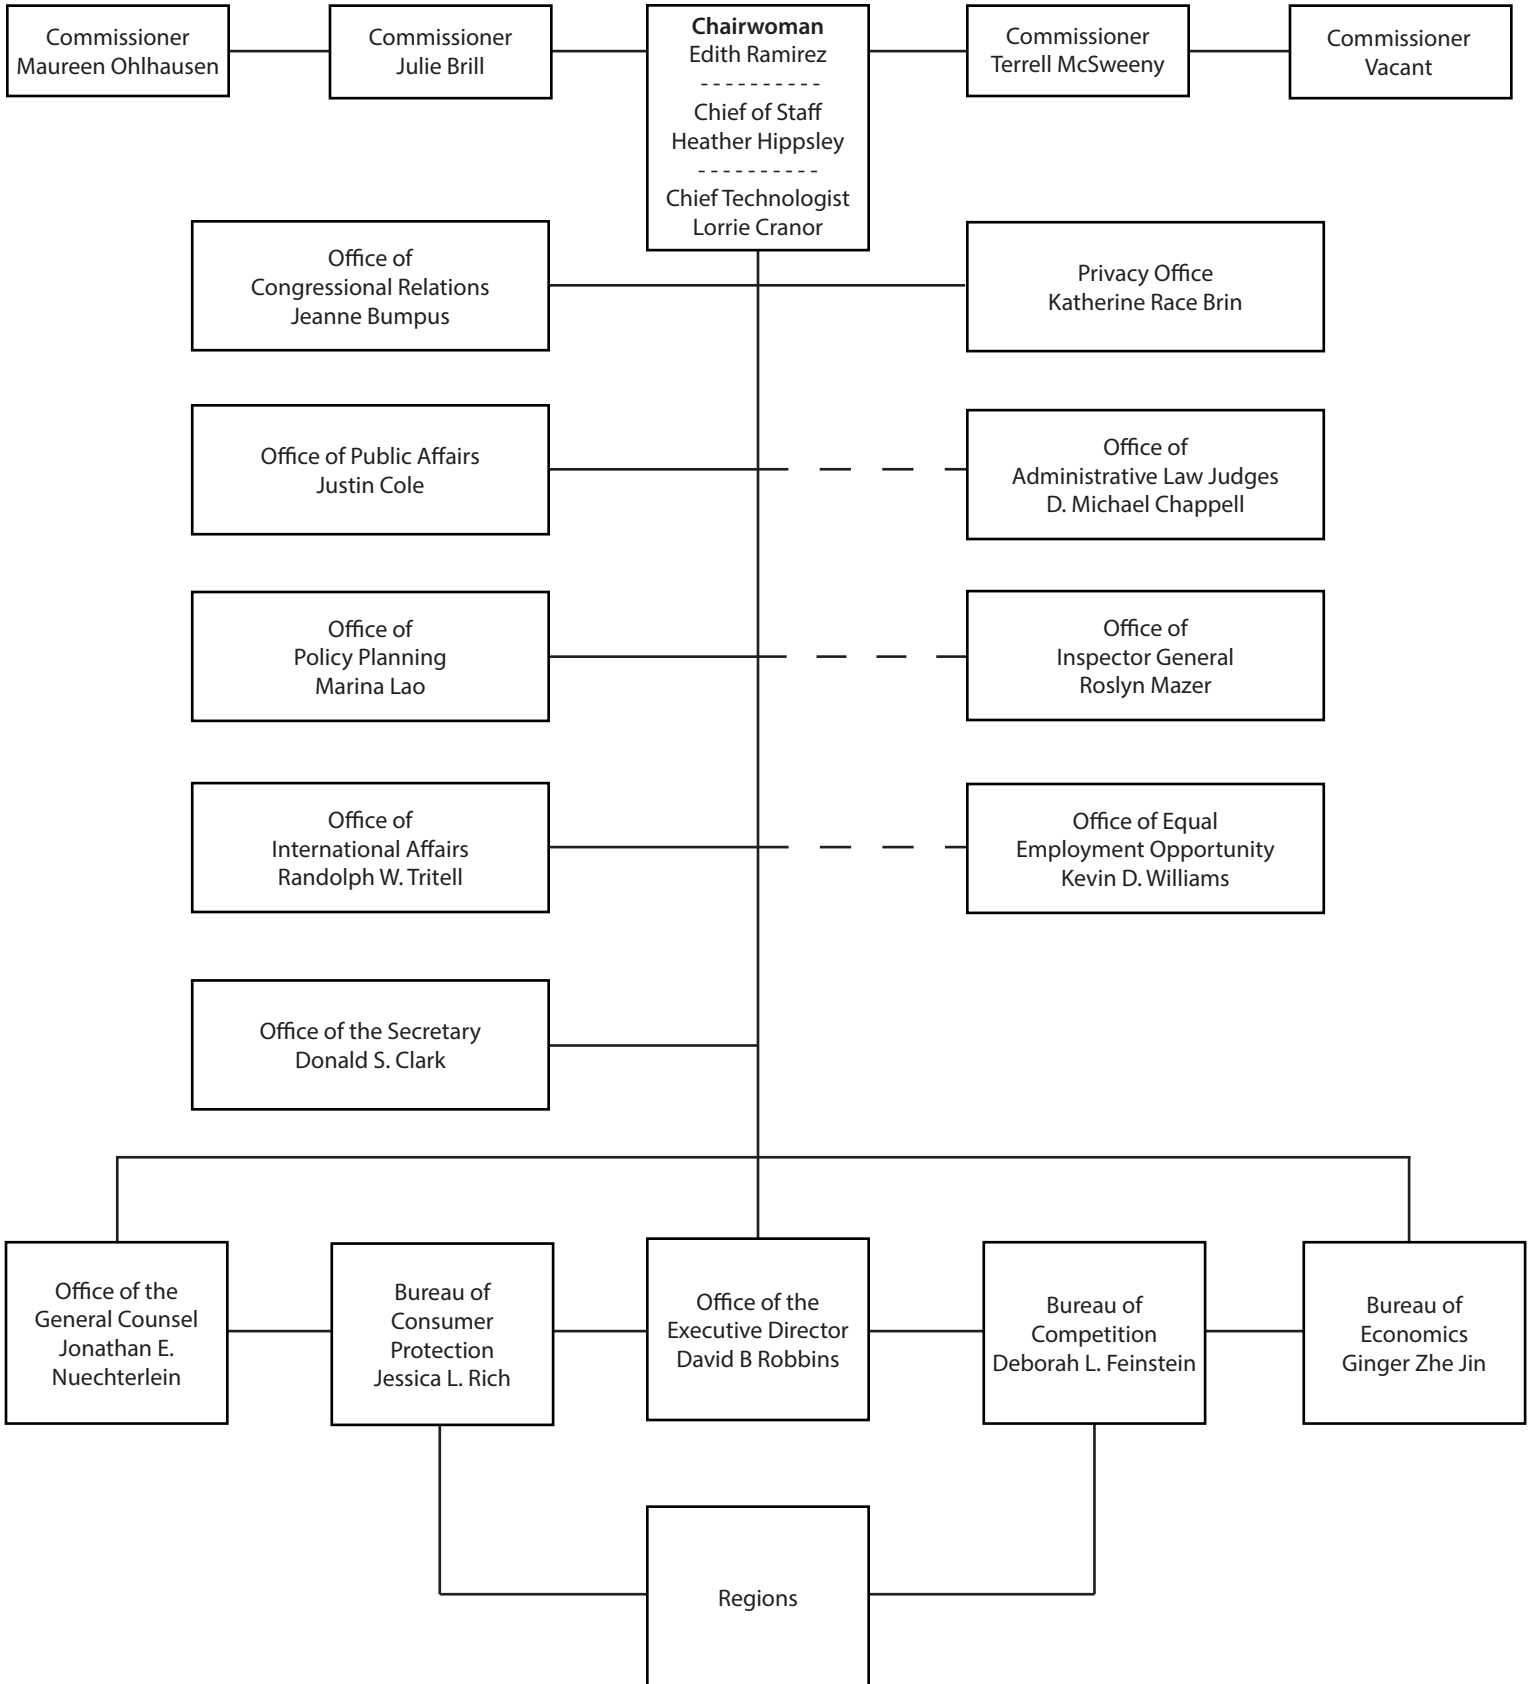 Commissioner
Maureen Ohlhausen
Commissioner
Julie Brill
Chairwoman
Edith Ramirez
- - - - - - - - - -
Chief of Staff
Heather Hippsley
- - - - - - - - - -
Chief Technologist
Lorrie Cranor
Commissioner
Terrell McSweeny
Commissioner
Vacant
Office of
Congressional Relations
Jeanne Bumpus
Privacy Office
Katherine Race Brin
Office of Public Affairs
Justin Cole
Office of
Administrative Law Judges
D. Michael Chappell
Office of
Policy Planning
Marina Lao
Office of
Inspector General
Roslyn Mazer
Office of
International Affairs
Randolph W. Tritell
Office of Equal
Employment Opportunity
Kevin D. Williams
Office of the Secretary
Donald S. Clark
Office of the
General Counsel
Jonathan E.
Nuechterlein
Bureau of
Consumer
Protection
Jessica L. Rich
Office of the
Executive Director
David B Robbins
Bureau of
Competition
Deborah L. Feinstein
Bureau of
Economics
Ginger Zhe Jin
Regions